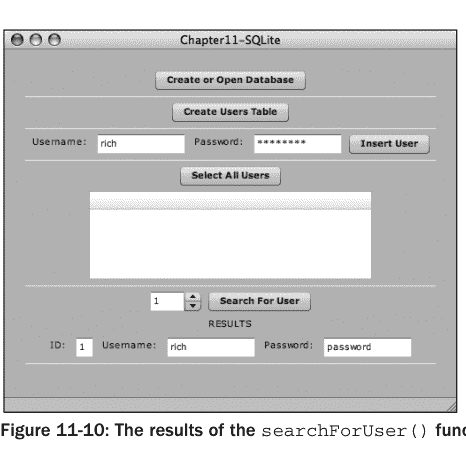 Chapter11-SQLite
Create or Open Database
Create Users Table
Username: rich Password: ******** Insert User
Select All Users
1 Search For User
RESULTS
ID: 1 Username: rich Password: password
Figure 11-10: The results of the searchForUser() func